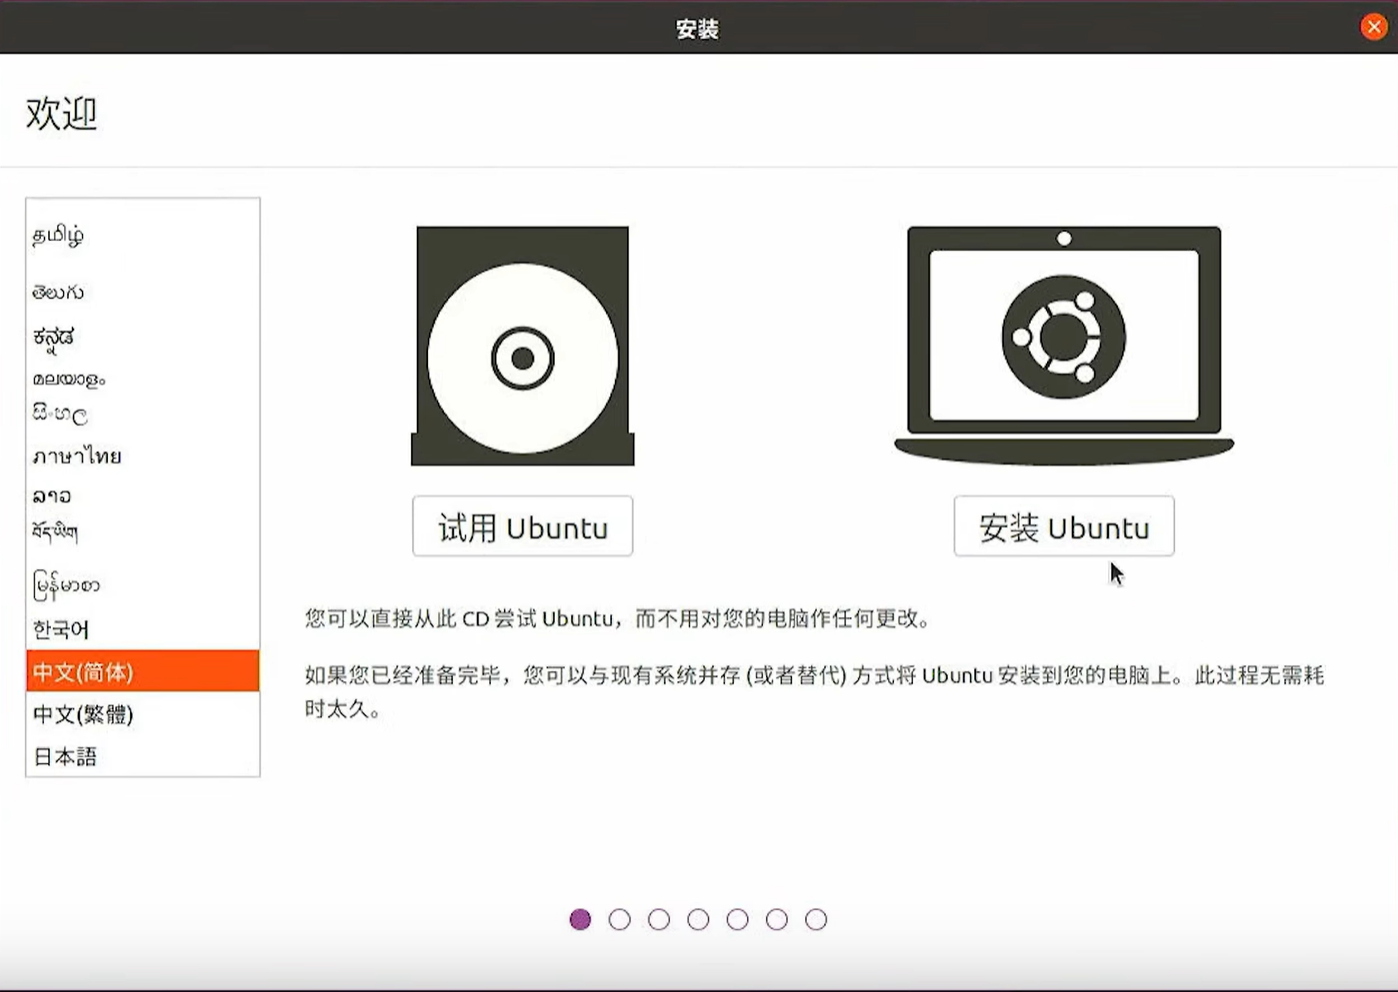 安装
欢迎
தமிழ்
తెలుగు
ಕನ್ನಡ
മലയാളം
සිංහල
ภาษาไทย
ລາວ
བོད་ཡིག
မြန်မာစာ
한국어
中文(简体)
中文(繁體)
日本語
试用 Ubuntu
安装 Ubuntu
您可以直接从此 CD 尝试 Ubuntu，而不用对您的电脑作任何更改。
如果您已经准备完毕，您可以与现有系统并存 (或者替代) 方式将 Ubuntu 安装到您的电脑上。此过程无需耗
时太久。